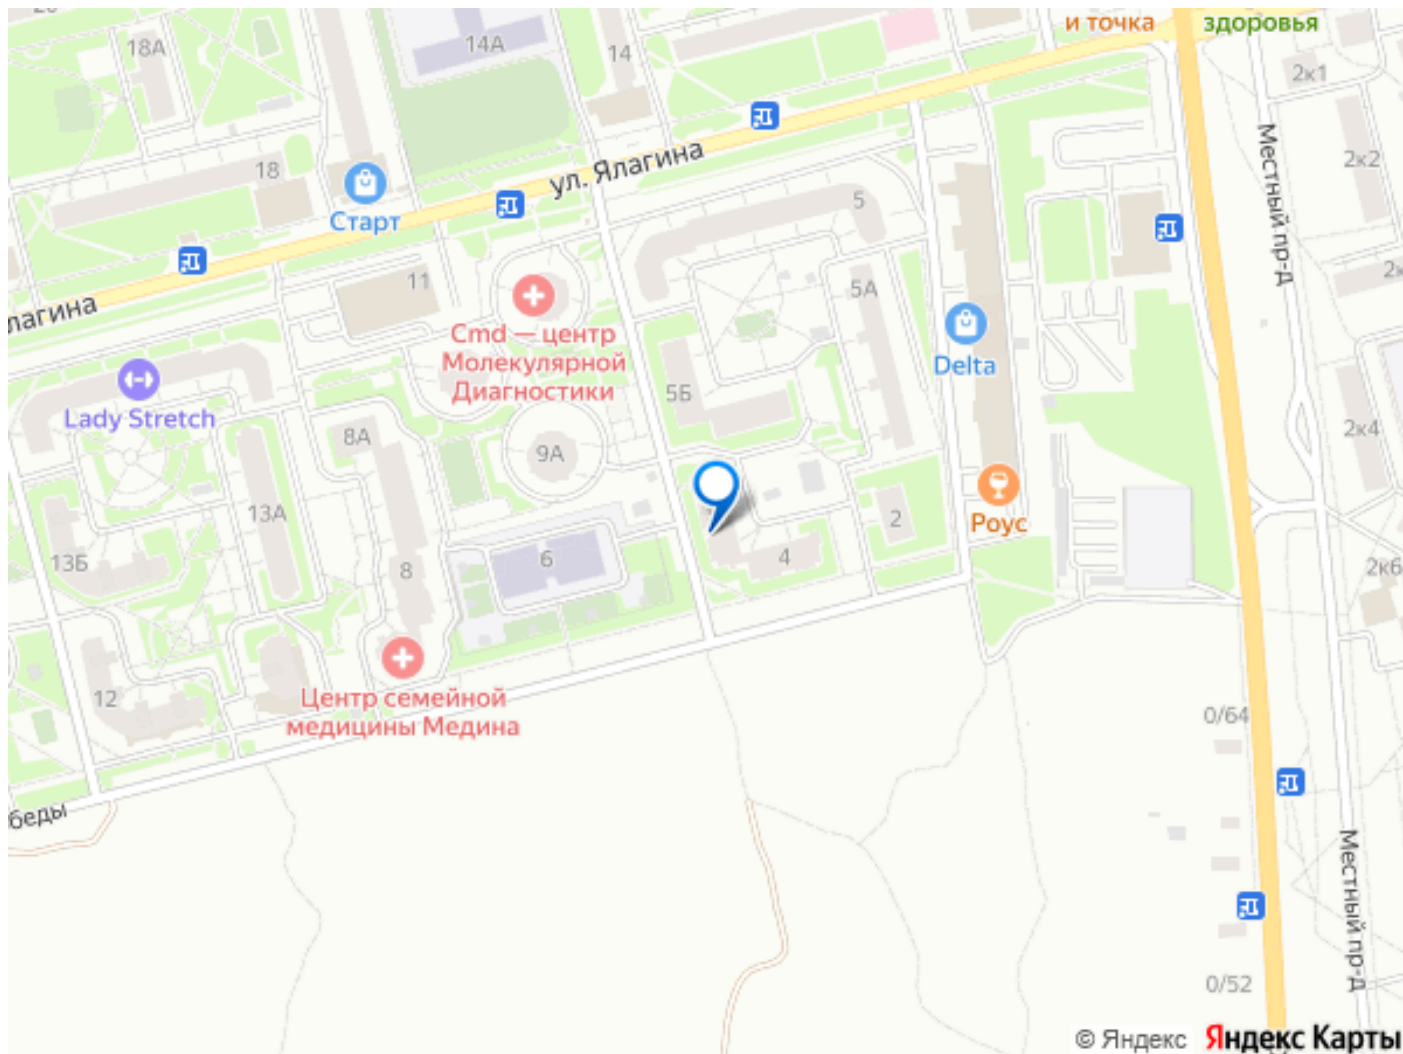 и точка
здоровья
18А
14А
14
2к1
ул. Ялагина
Местный пр-д
2к2
18
Старт
5
11
5А
Cmd — центр
Молекулярной
Диагностики
Delta
Lady Stretch
5Б
8А
9А
2к4
13А
2
Роус
13Б
8
6
4
2к6
12
Центр семейной
медицины Медина
0/64
Местный пр-д
0/52
© Яндекс
Яндекс Карты